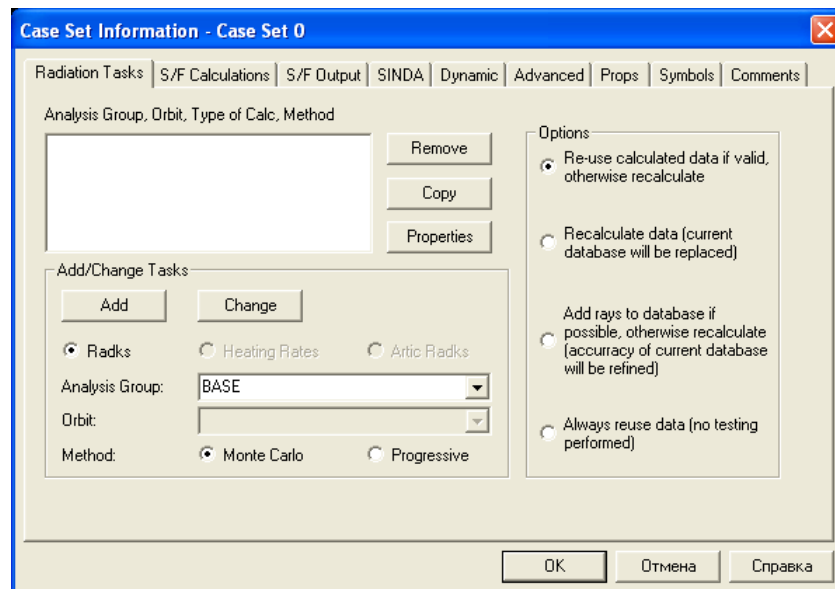 Case Set Information - Case Set 0
Radiation Tasks S/F Calculations S/F Output SINDA Dynamic Advanced Props Symbols Comments
Analysis Group, Orbit, Type of Calc, Method
Remove
Copy
Properties
Add/Change Tasks
Add Change
Radks Heating Rates Artic Radks
Analysis Group: BASE
Orbit:
Method: Monte Carlo Progressive
Options
Re-use calculated data if valid,
otherwise recalculate
Recalculate data (current
database will be replaced)
Add rays to database if
possible, otherwise recalculate
(accurracy of current database
will be refined)
Always reuse data (no testing
performed)
OK Отмена Справка